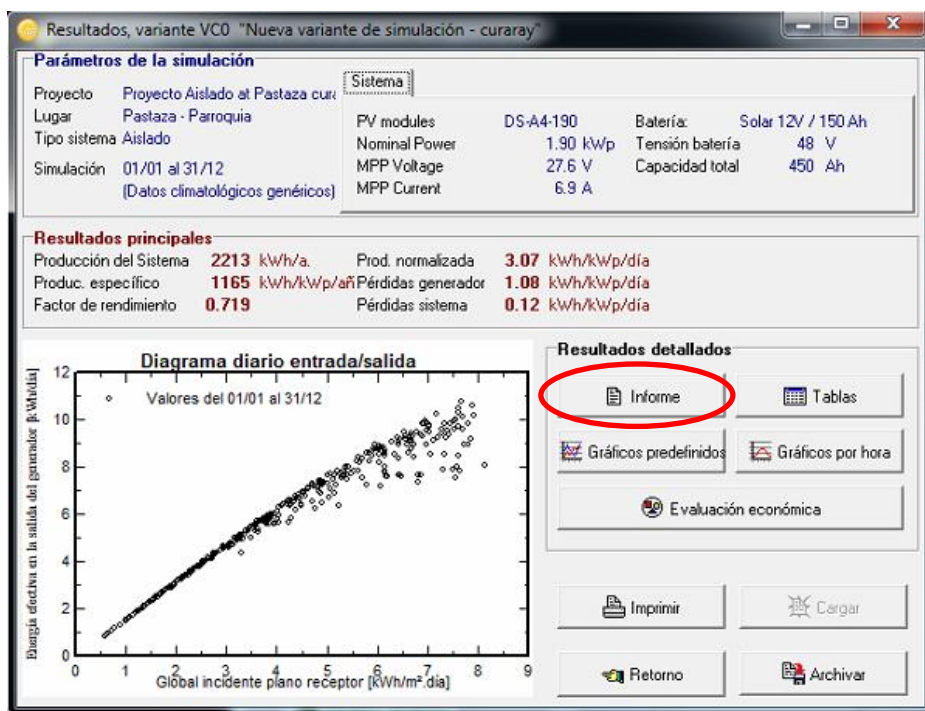 Resultados, variante VC0 "Nueva variante de simulación - curaray"
Parámetros de la simulación
Proyecto Proyecto Aislado at Pastaza cura
Lugar Pastaza - Parroquia
Tipo sistema Aislado
Simulación 01/01 al 31/12
(Datos climatológicos genéricos)
Sistema
PV modules DS-A4-190 Batería: Solar 12V / 150 Ah
Nominal Power 1.90 kWp Tensión batería 48 V
MPP Voltage 27.6 V Capacidad total 450 Ah
MPP Current 6.9 A
Resultados principales
Producción del Sistema 2213 kWh/a. Prod. normalizada 3.07 kWh/kWp/día
Produc. específico 1165 kWh/kWp/añ Pérdidas generador 1.08 kWh/kWp/día
Factor de rendimiento 0.719 Pérdidas sistema 0.12 kWh/kWp/día
Diagrama diario entrada/salida
Valores del 01/01 al 31/12
Energía efectiva en la salida del generador [kWh/día]
12
10
8
6
4
2
0
0 1 2 3 4 5 6 7 8 9
Global incidente plano receptor [kWh/m².día]
Resultados detallados
Informe Tablas
Gráficos predefinidos Gráficos por hora
Evaluación económica
Imprimir Cargar
Retorno Archivar